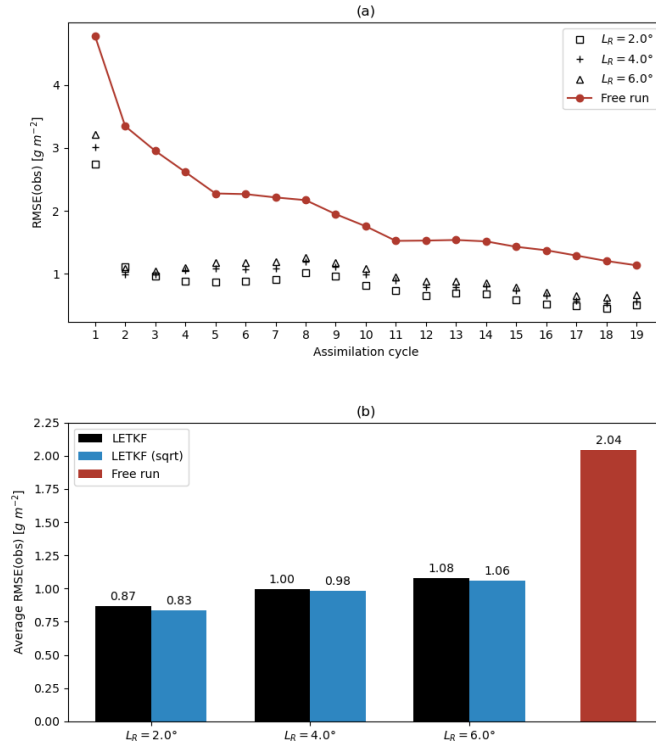 (a)
RMSE(obs) [g m⁻²]
4
3
2
1
L_R = 2.0°
L_R = 4.0°
L_R = 6.0°
Free run
1 2 3 4 5 6 7 8 9 10 11 12 13 14 15 16 17 18 19
Assimilation cycle
(b)
Average RMSE(obs) [g m⁻²]
2.25
2.00
1.75
1.50
1.25
1.00
0.75
0.50
0.25
0.00
LETKF
LETKF (sqrt)
Free run
0.87 0.83 1.00 0.98 1.08 1.06 2.04
L_R = 2.0° L_R = 4.0° L_R = 6.0°